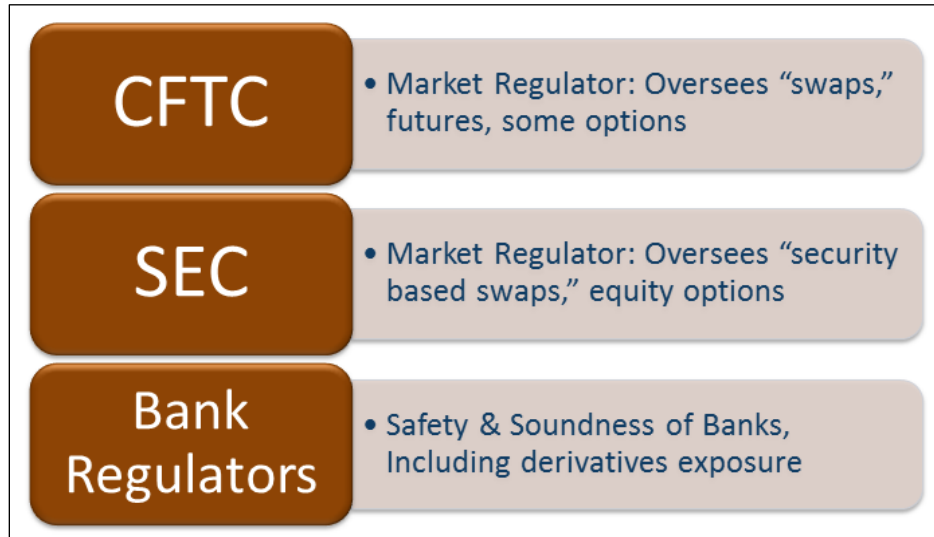 CFTC
• Market Regulator: Oversees “swaps,”
futures, some options
SEC
• Market Regulator: Oversees “security
based swaps,” equity options
Bank
Regulators
• Safety & Soundness of Banks,
Including derivatives exposure